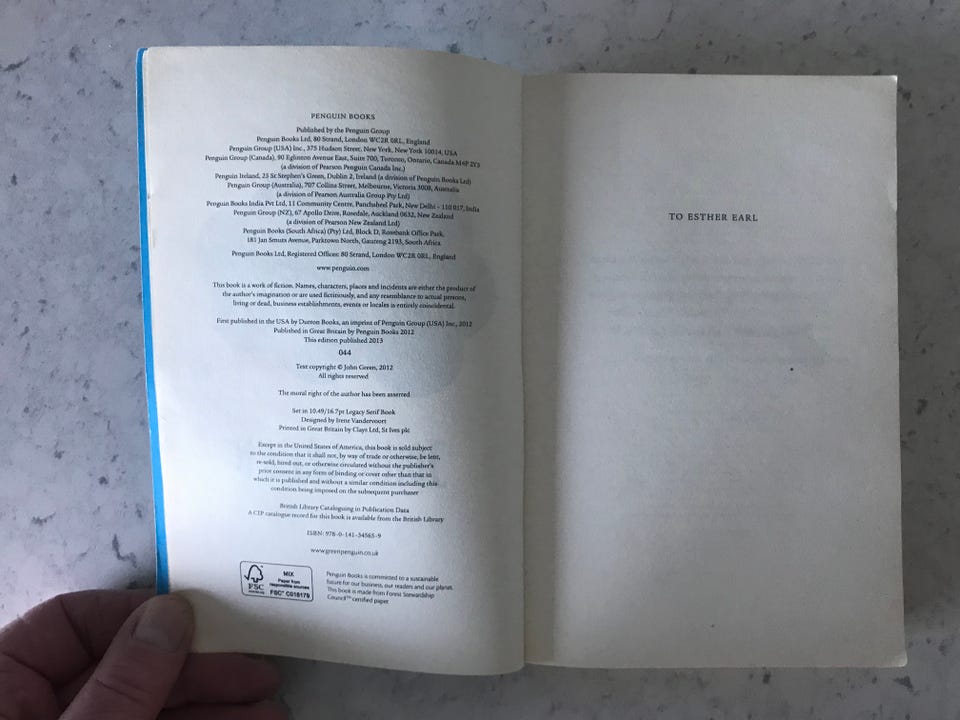 PENGUIN BOOKS
Published by the Penguin Group
Penguin Books Ltd, 80 Strand, London WC2R 0RL, England
Penguin Group (USA) Inc., 375 Hudson Street, New York, New York 10014, USA
Penguin Group (Canada), 90 Eglinton Avenue East, Suite 700, Toronto, Ontario, Canada M4P 2Y3
(a division of Pearson Penguin Canada Inc.)
Penguin Ireland, 25 St Stephen's Green, Dublin 2, Ireland (a division of Penguin Books Ltd)
Penguin Group (Australia), 707 Collins Street, Melbourne, Victoria 3008, Australia
(a division of Pearson Australia Group Pty Ltd)
Penguin Books India Pvt Ltd, 11 Community Centre, Panchsheel Park, New Delhi – 110 017, India
Penguin Group (NZ), 67 Apollo Drive, Rosedale, Auckland 0632, New Zealand
(a division of Pearson New Zealand Ltd)
Penguin Books (South Africa) (Pty) Ltd, Block D, Rosebank Office Park,
181 Jan Smuts Avenue, Parktown North, Gauteng 2193, South Africa
Penguin Books Ltd, Registered Offices: 80 Strand, London WC2R 0RL, England
www.penguin.com
This book is a work of fiction. Names, characters, places and incidents are either the product of
the author's imagination or are used fictitiously, and any resemblance to actual persons,
living or dead, business establishments, events or locales is entirely coincidental.
First published in the USA by Dutton Books, an imprint of Penguin Group (USA) Inc., 2012
Published in Great Britain by Penguin Books 2012
This edition published 2013
044
Text copyright © John Green, 2012
All rights reserved
The moral right of the author has been asserted
Set in 10.49/16.7pt Legacy Serif Book
Designed by Irene Vandervoort
Printed in Great Britain by Clays Ltd, St Ives plc
Except in the United States of America, this book is sold subject
to the condition that it shall not, by way of trade or otherwise, be lent,
re-sold, hired out, or otherwise circulated without the publisher's
prior consent in any form of binding or cover other than that in
which it is published and without a similar condition including this
condition being imposed on the subsequent purchaser
British Library Cataloguing in Publication Data
A CIP catalogue record for this book is available from the British Library
ISBN: 978-0-141-34565-9
www.greenpenguin.co.uk
FSC
MIX
Paper from
responsible sources
FSC® C018179
Penguin Books is committed to a sustainable
future for our business, our readers and our planet.
This book is made from Forest Stewardship
Council™ certified paper.
TO ESTHER EARL